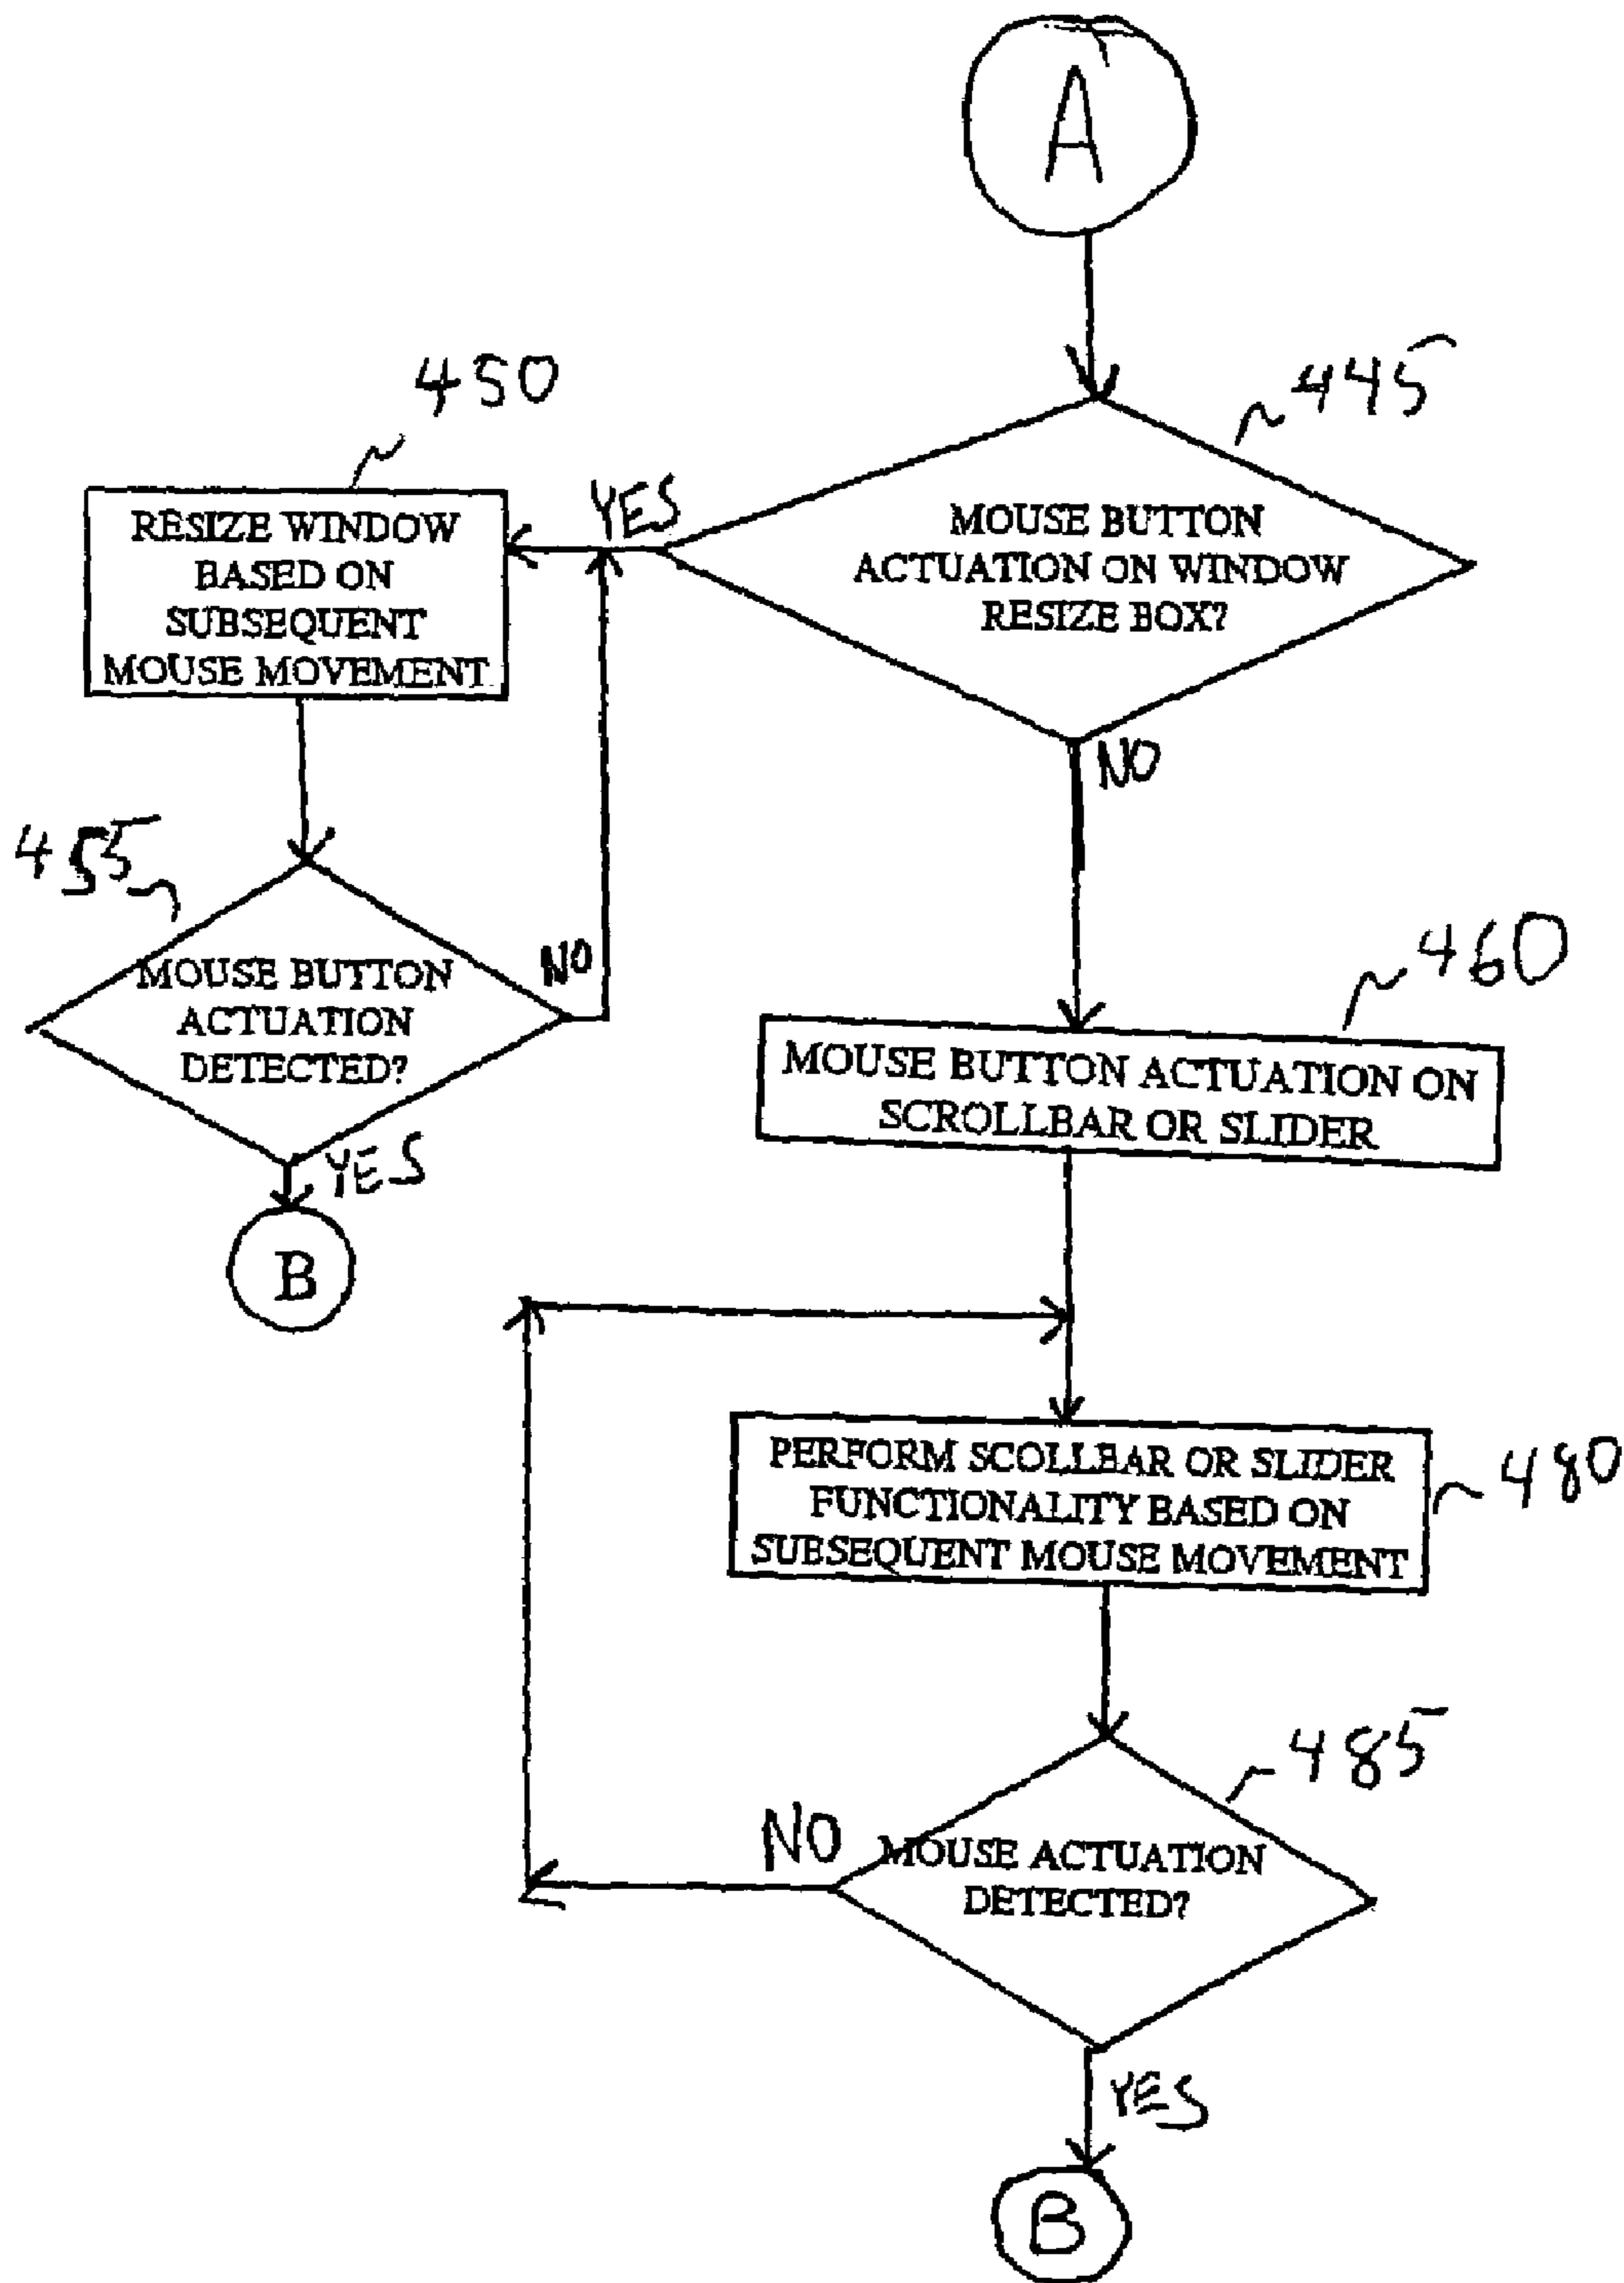 A
445
MOUSE BUTTON
ACTUATION ON WINDOW
RESIZE BOX?
YES
450
RESIZE WINDOW
BASED ON
SUBSEQUENT
MOUSE MOVEMENT
455
MOUSE BUTTON
ACTUATION
DETECTED?
NO
YES
B
NO
460
MOUSE BUTTON ACTUATION ON
SCROLLBAR OR SLIDER
480
PERFORM SCOLLBAR OR SLIDER
FUNCTIONALITY BASED ON
SUBSEQUENT MOUSE MOVEMENT
485
NO
MOUSE ACTUATION
DETECTED?
YES
B